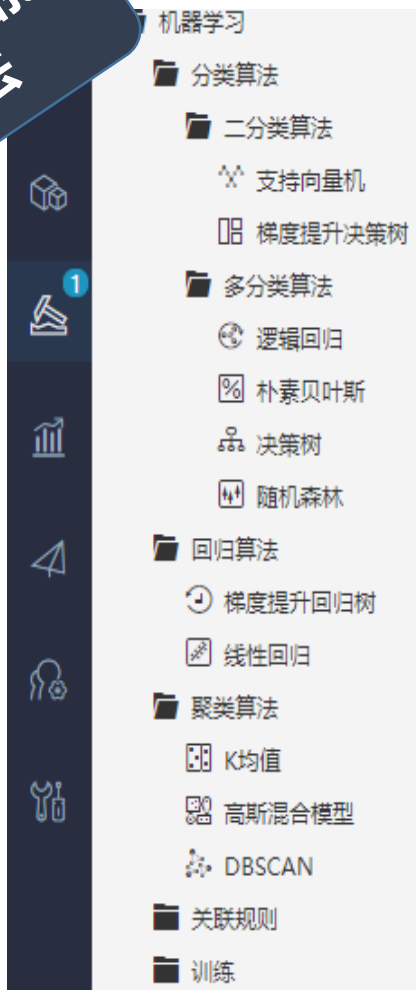 机器学习
分类算法
二分类算法
支持向量机
梯度提升决策树
多分类算法
1
逻辑回归
朴素贝叶斯
决策树
随机森林
回归算法
梯度提升回归树
线性回归
聚类算法
K均值
高斯混合模型
DBSCAN
关联规则
训练